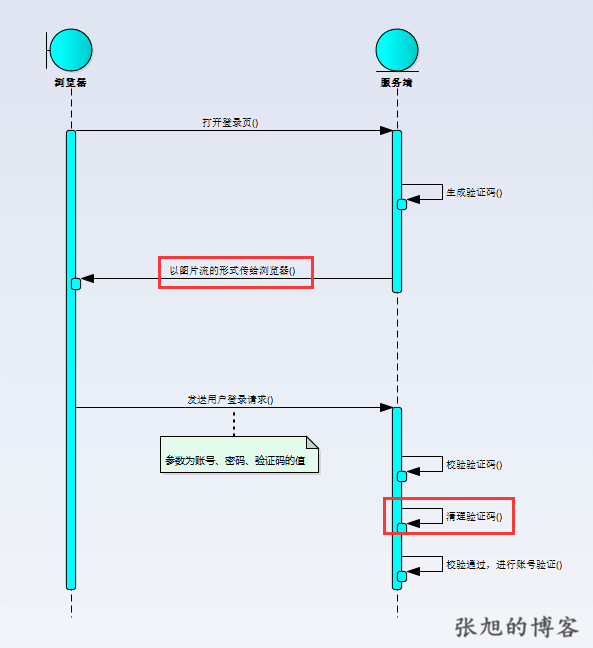 浏览器
服务端
打开登录页()
生成验证码()
以图片流的形式传给浏览器()
发送用户登录请求()
参数为账号、密码、验证码的值
校验验证码()
清理验证码()
校验通过，进行账号验证()
张旭的博客